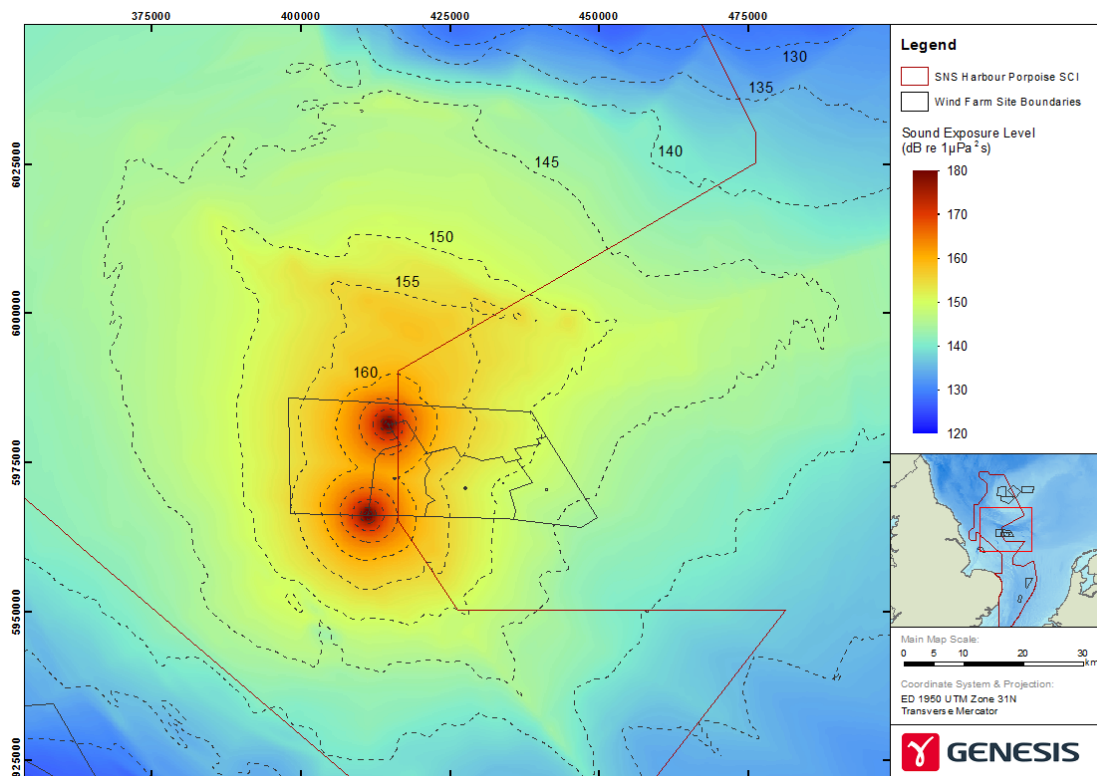 375000
400000
425000
450000
475000
6025000
6000000
5975000
5950000
5925000
130
135
140
145
150
155
160
Legend
SNS Harbour Porpoise SCI
Wind Farm Site Boundaries
Sound Exposure Level
(dB re 1µPa²s)
180
170
160
150
140
130
120
Main Map Scale:
0 5 10 20 30
km
Coordinate System & Projection:
ED 1950 UTM Zone 31N
Transverse Mercator
GENESIS